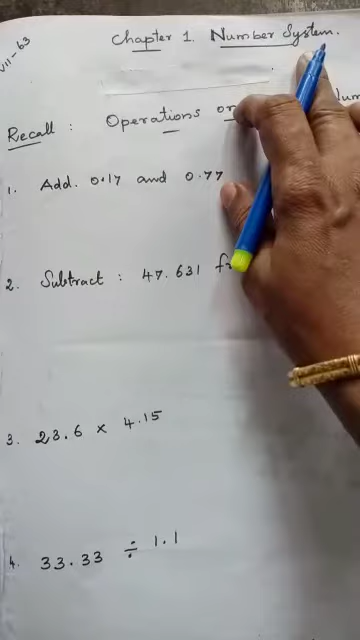 VII-63
Chapter 1. Number System.
Recall : Operations on
1. Add. 0.17 and 0.77
2. Subtract : 47.631
3. 23.6 × 4.15
4. 33.33 ÷ 1.1